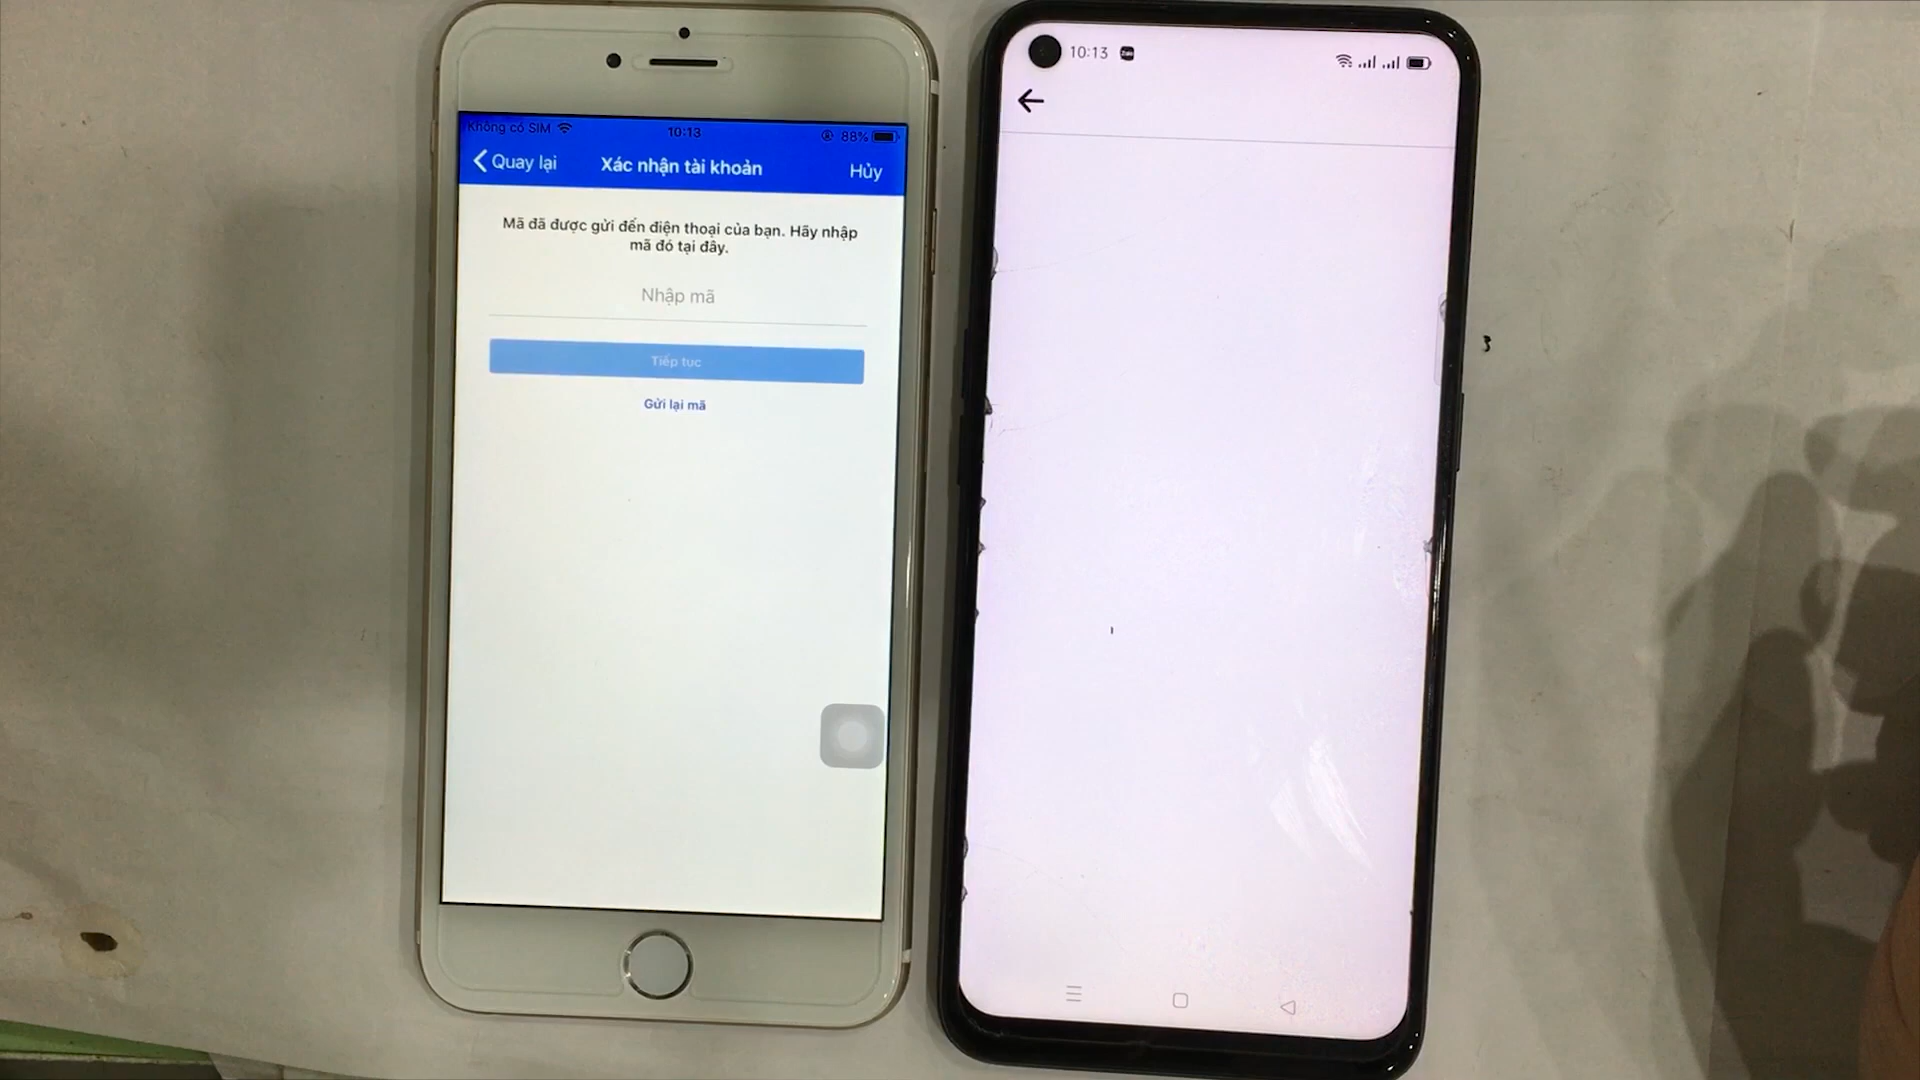 Không có SIM
10:13
88%
Quay lại
Xác nhận tài khoản
Hủy
Mã đã được gửi đến điện thoại của bạn. Hãy nhập
mã đó tại đây.
Nhập mã
Tiếp tục
Gửi lại mã
10:13
Zalo